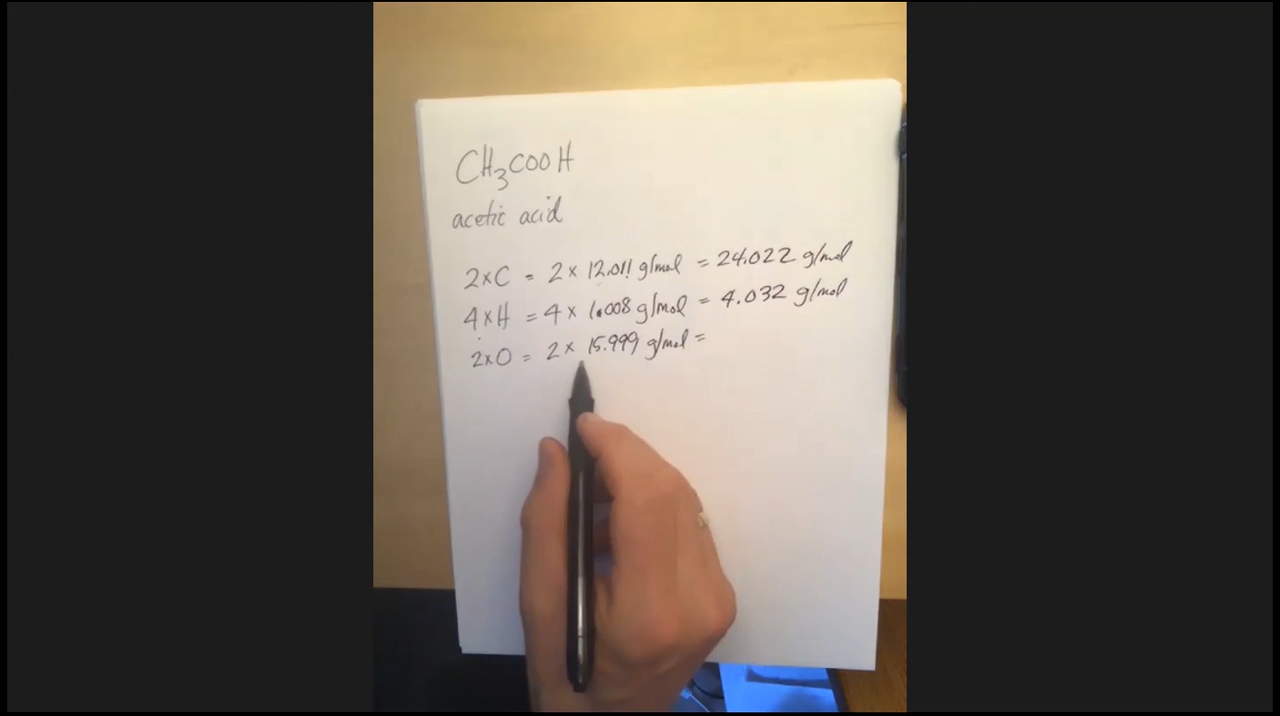 CH₃COOH
acetic acid
2×C = 2 × 12.011 g/mol = 24.022 g/mol
4×H = 4 × 1.008 g/mol = 4.032 g/mol
2×O = 2 × 15.999 g/mol =